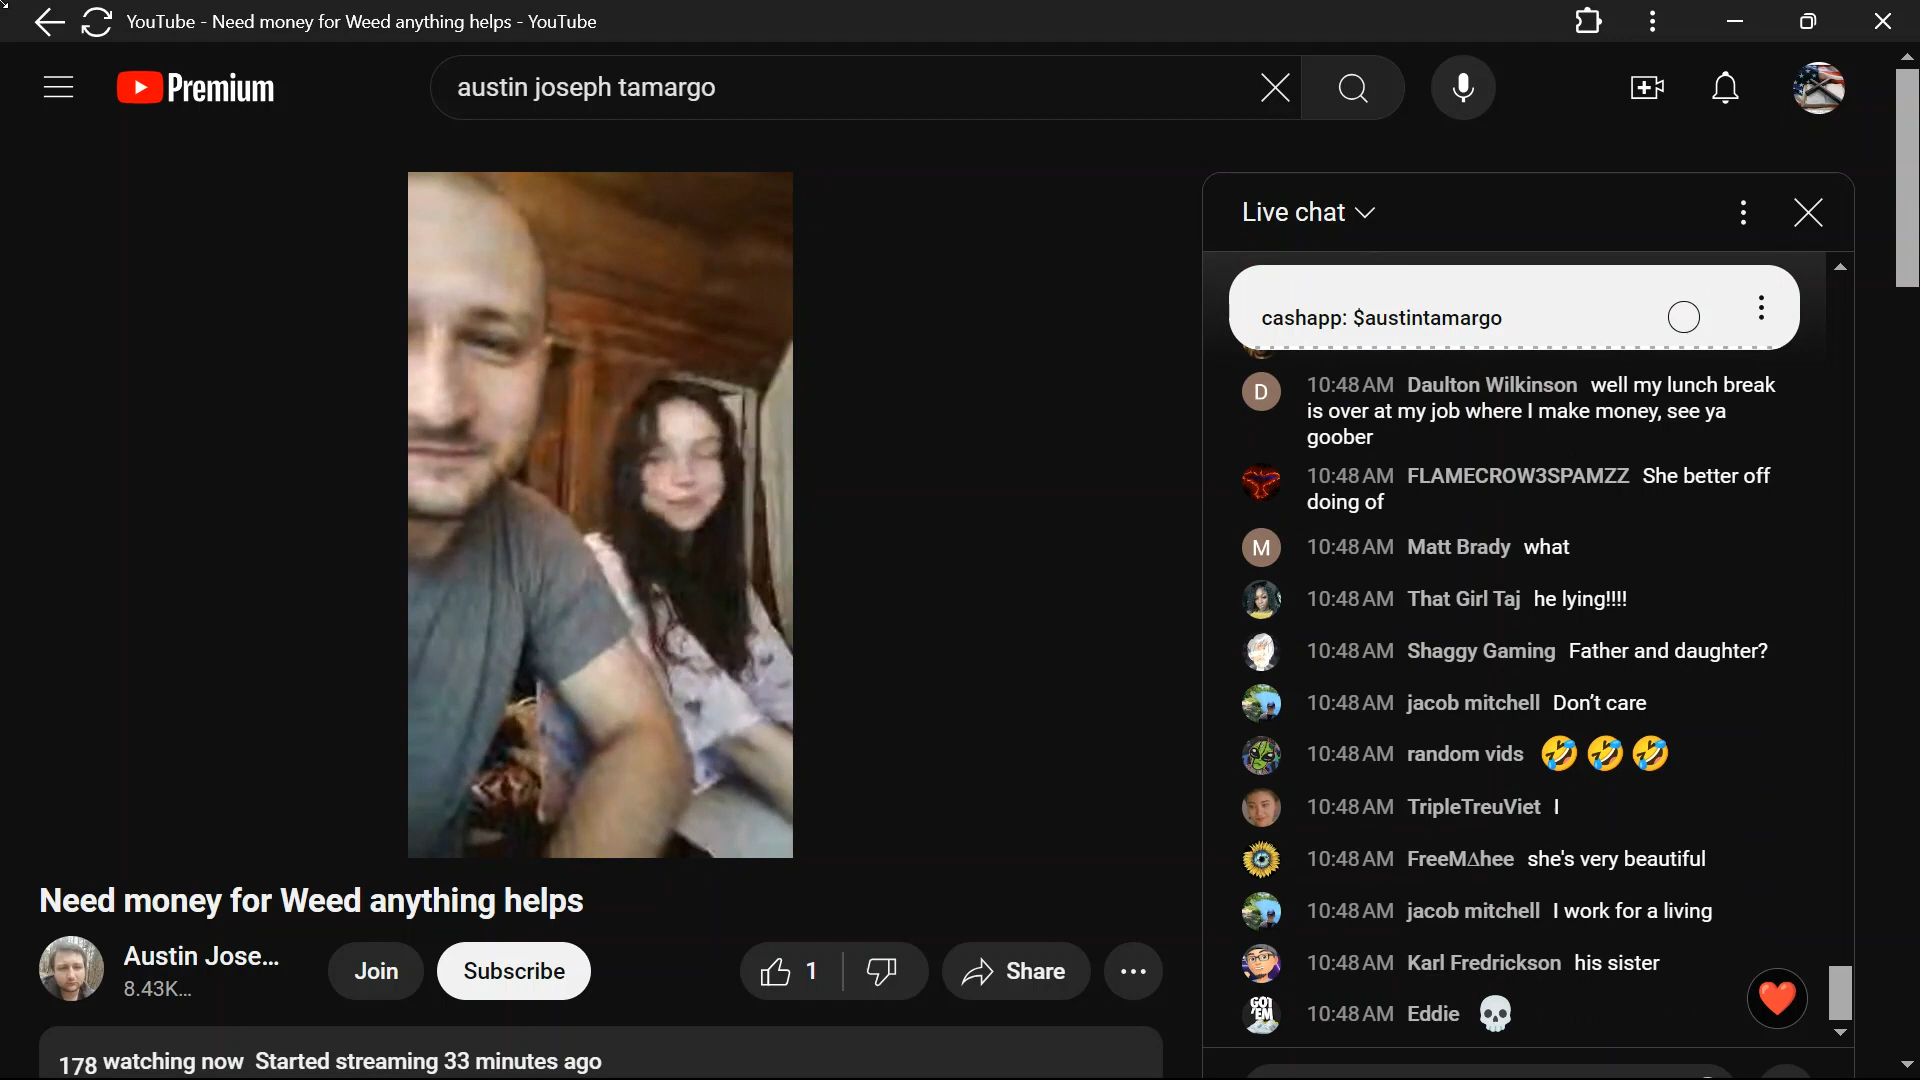 YouTube - Need money for Weed anything helps - YouTube
Premium
austin joseph tamargo
Live chat
cashapp: $austintamargo
D
10:48 AM Daulton Wilkinson well my lunch break
is over at my job where I make money, see ya
goober
10:48 AM FLAMECROW3SPAMZZ She better off
doing of
M
10:48 AM Matt Brady what
10:48 AM That Girl Taj he lying!!!!
10:48 AM Shaggy Gaming Father and daughter?
10:48 AM jacob mitchell Don't care
10:48 AM random vids 🤣🤣🤣
10:48 AM TripleTreuViet I
10:48 AM FreeM∆hee she's very beautiful
10:48 AM jacob mitchell I work for a living
10:48 AM Karl Fredrickson his sister
GOT
'EM
10:48 AM Eddie 💀
Need money for Weed anything helps
Austin Jose...
8.43K...
Join
Subscribe
1
Share
178 watching now Started streaming 33 minutes ago